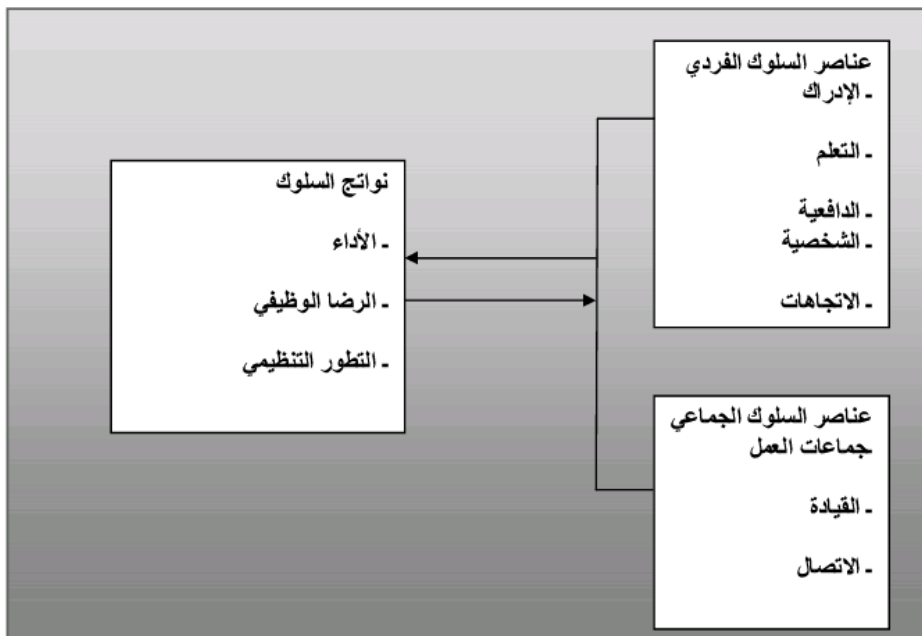 عناصر السلوك الفردي
- الإدراك
- التعلم
- الدافعية
- الشخصية
- الاتجاهات
نواتج السلوك
- الأداء
- الرضا الوظيفي
- التطور التنظيمي
عناصر السلوك الجماعي
جماعات العمل
- القيادة
- الاتصال